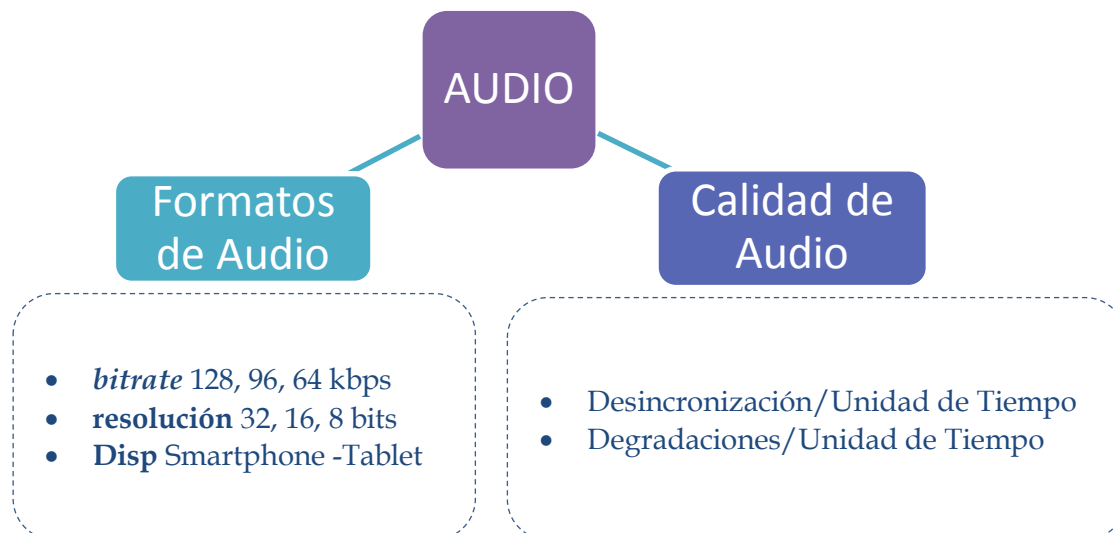 AUDIO
Formatos
de Audio
Calidad de
Audio
• bitrate 128, 96, 64 kbps
• resolución 32, 16, 8 bits
• Disp Smartphone -Tablet
• Desincronización/Unidad de Tiempo
• Degradaciones/Unidad de Tiempo